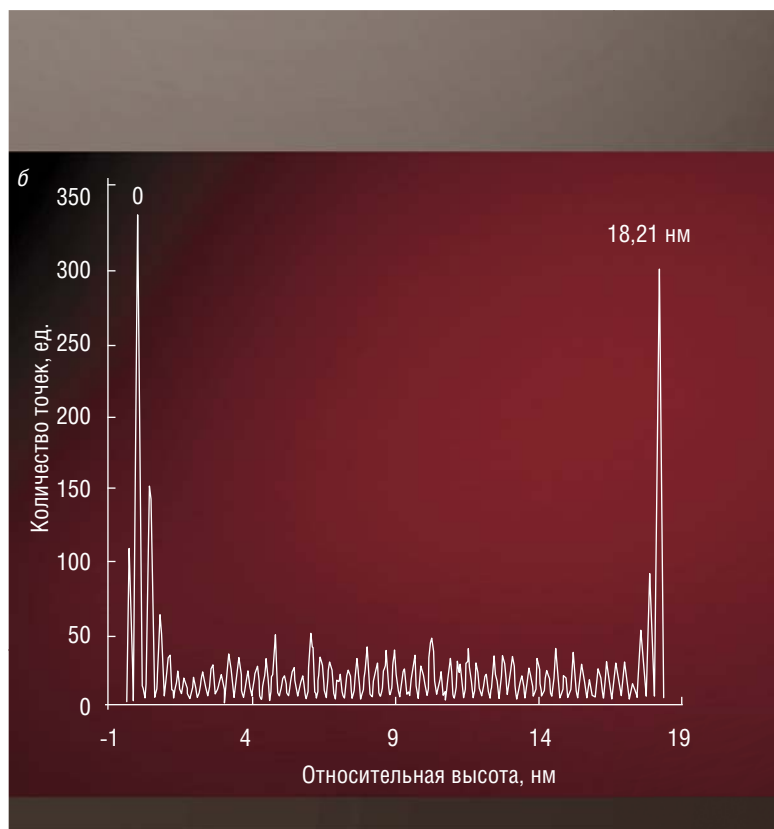 б
350
0
18,21 нм
300
250
200
150
100
50
0
Количество точек, ед.
-1 4 9 14 19
Относительная высота, нм